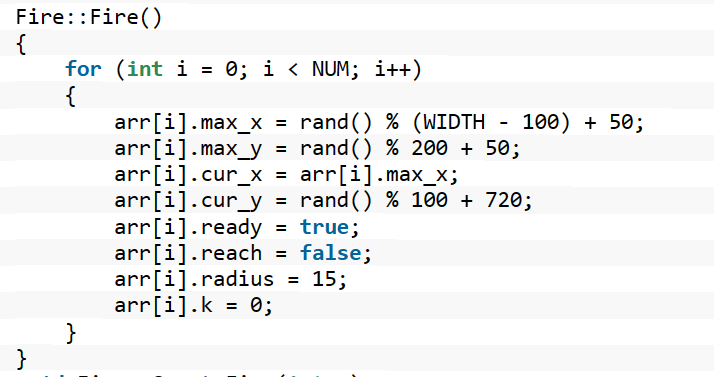 Fire::Fire()
{
    for (int i = 0; i < NUM; i++)
    {
        arr[i].max_x = rand() % (WIDTH - 100) + 50;
        arr[i].max_y = rand() % 200 + 50;
        arr[i].cur_x = arr[i].max_x;
        arr[i].cur_y = rand() % 100 + 720;
        arr[i].ready = true;
        arr[i].reach = false;
        arr[i].radius = 15;
        arr[i].k = 0;
    }
}